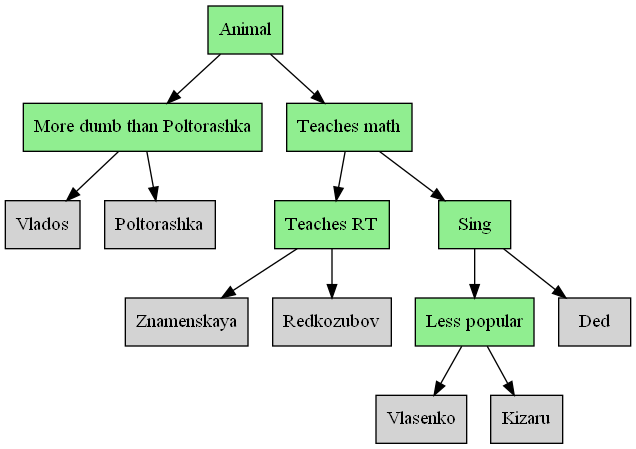 Animal
More dumb than Poltorashka
Teaches math
Vlados
Poltorashka
Teaches RT
Sing
Znamenskaya
Redkozubov
Less popular
Ded
Vlasenko
Kizaru